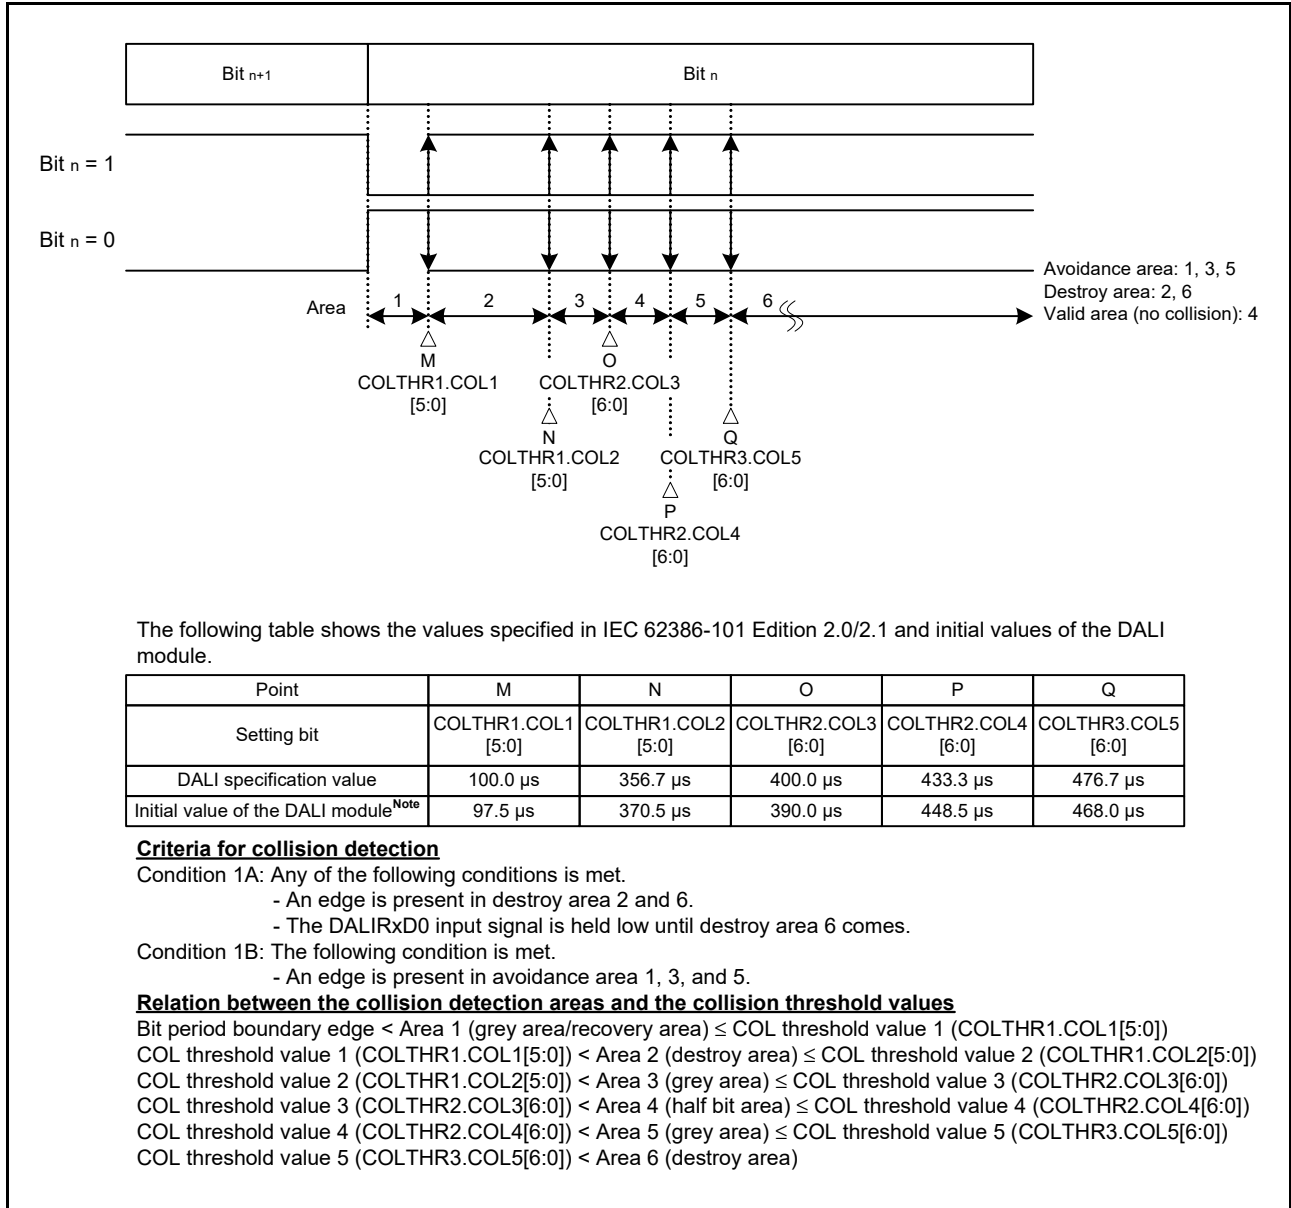 Bit n+1 Bit n
Bit n = 1
Bit n = 0
Avoidance area: 1, 3, 5
Destroy area: 2, 6
Valid area (no collision): 4
Area 1 2 3 4 5 6
M O
COLTHR1.COL1 COLTHR2.COL3
[5:0] [6:0]
N Q
COLTHR1.COL2 COLTHR3.COL5
[5:0] [6:0]
P
COLTHR2.COL4
[6:0]
The following table shows the values specified in IEC 62386-101 Edition 2.0/2.1 and initial values of the DALI
module.
Point M N O P Q
Setting bit COLTHR1.COL1 [5:0] COLTHR1.COL2 [5:0] COLTHR2.COL3 [6:0] COLTHR2.COL4 [6:0] COLTHR3.COL5 [6:0]
DALI specification value 100.0 µs 356.7 µs 400.0 µs 433.3 µs 476.7 µs
Initial value of the DALI module Note 97.5 µs 370.5 µs 390.0 µs 448.5 µs 468.0 µs
Criteria for collision detection
Condition 1A: Any of the following conditions is met.
- An edge is present in destroy area 2 and 6.
- The DALIRxD0 input signal is held low until destroy area 6 comes.
Condition 1B: The following condition is met.
- An edge is present in avoidance area 1, 3, and 5.
Relation between the collision detection areas and the collision threshold values
Bit period boundary edge < Area 1 (grey area/recovery area) ≤ COL threshold value 1 (COLTHR1.COL1[5:0])
COL threshold value 1 (COLTHR1.COL1[5:0]) < Area 2 (destroy area) ≤ COL threshold value 2 (COLTHR1.COL2[5:0])
COL threshold value 2 (COLTHR1.COL2[5:0]) < Area 3 (grey area) ≤ COL threshold value 3 (COLTHR2.COL3[6:0])
COL threshold value 3 (COLTHR2.COL3[6:0]) < Area 4 (half bit area) ≤ COL threshold value 4 (COLTHR2.COL4[6:0])
COL threshold value 4 (COLTHR2.COL4[6:0]) < Area 5 (grey area) ≤ COL threshold value 5 (COLTHR3.COL5[6:0])
COL threshold value 5 (COLTHR3.COL5[6:0]) < Area 6 (destroy area)